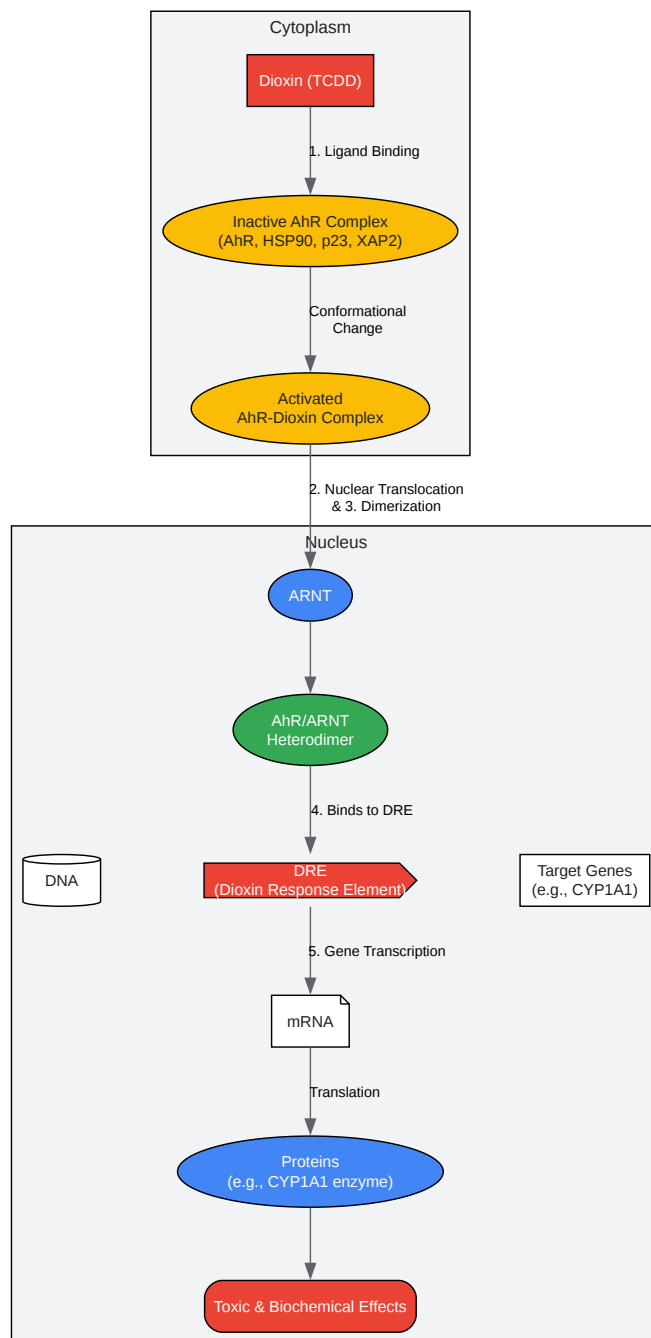 Cytoplasm
Dioxin (TCDD)
1. Ligand Binding
Inactive AhR Complex
(AhR, HSP90, p23, XAP2)
Conformational
Change
Activated
AhR-Dioxin Complex
2. Nuclear Translocation
& 3. Dimerization
Nucleus
ARNT
AhR/ARNT
Heterodimer
4. Binds to DRE
DNA
DRE
(Dioxin Response Element)
Target Genes
(e.g., CYP1A1)
5. Gene Transcription
mRNA
Translation
Proteins
(e.g., CYP1A1 enzyme)
Toxic & Biochemical Effects